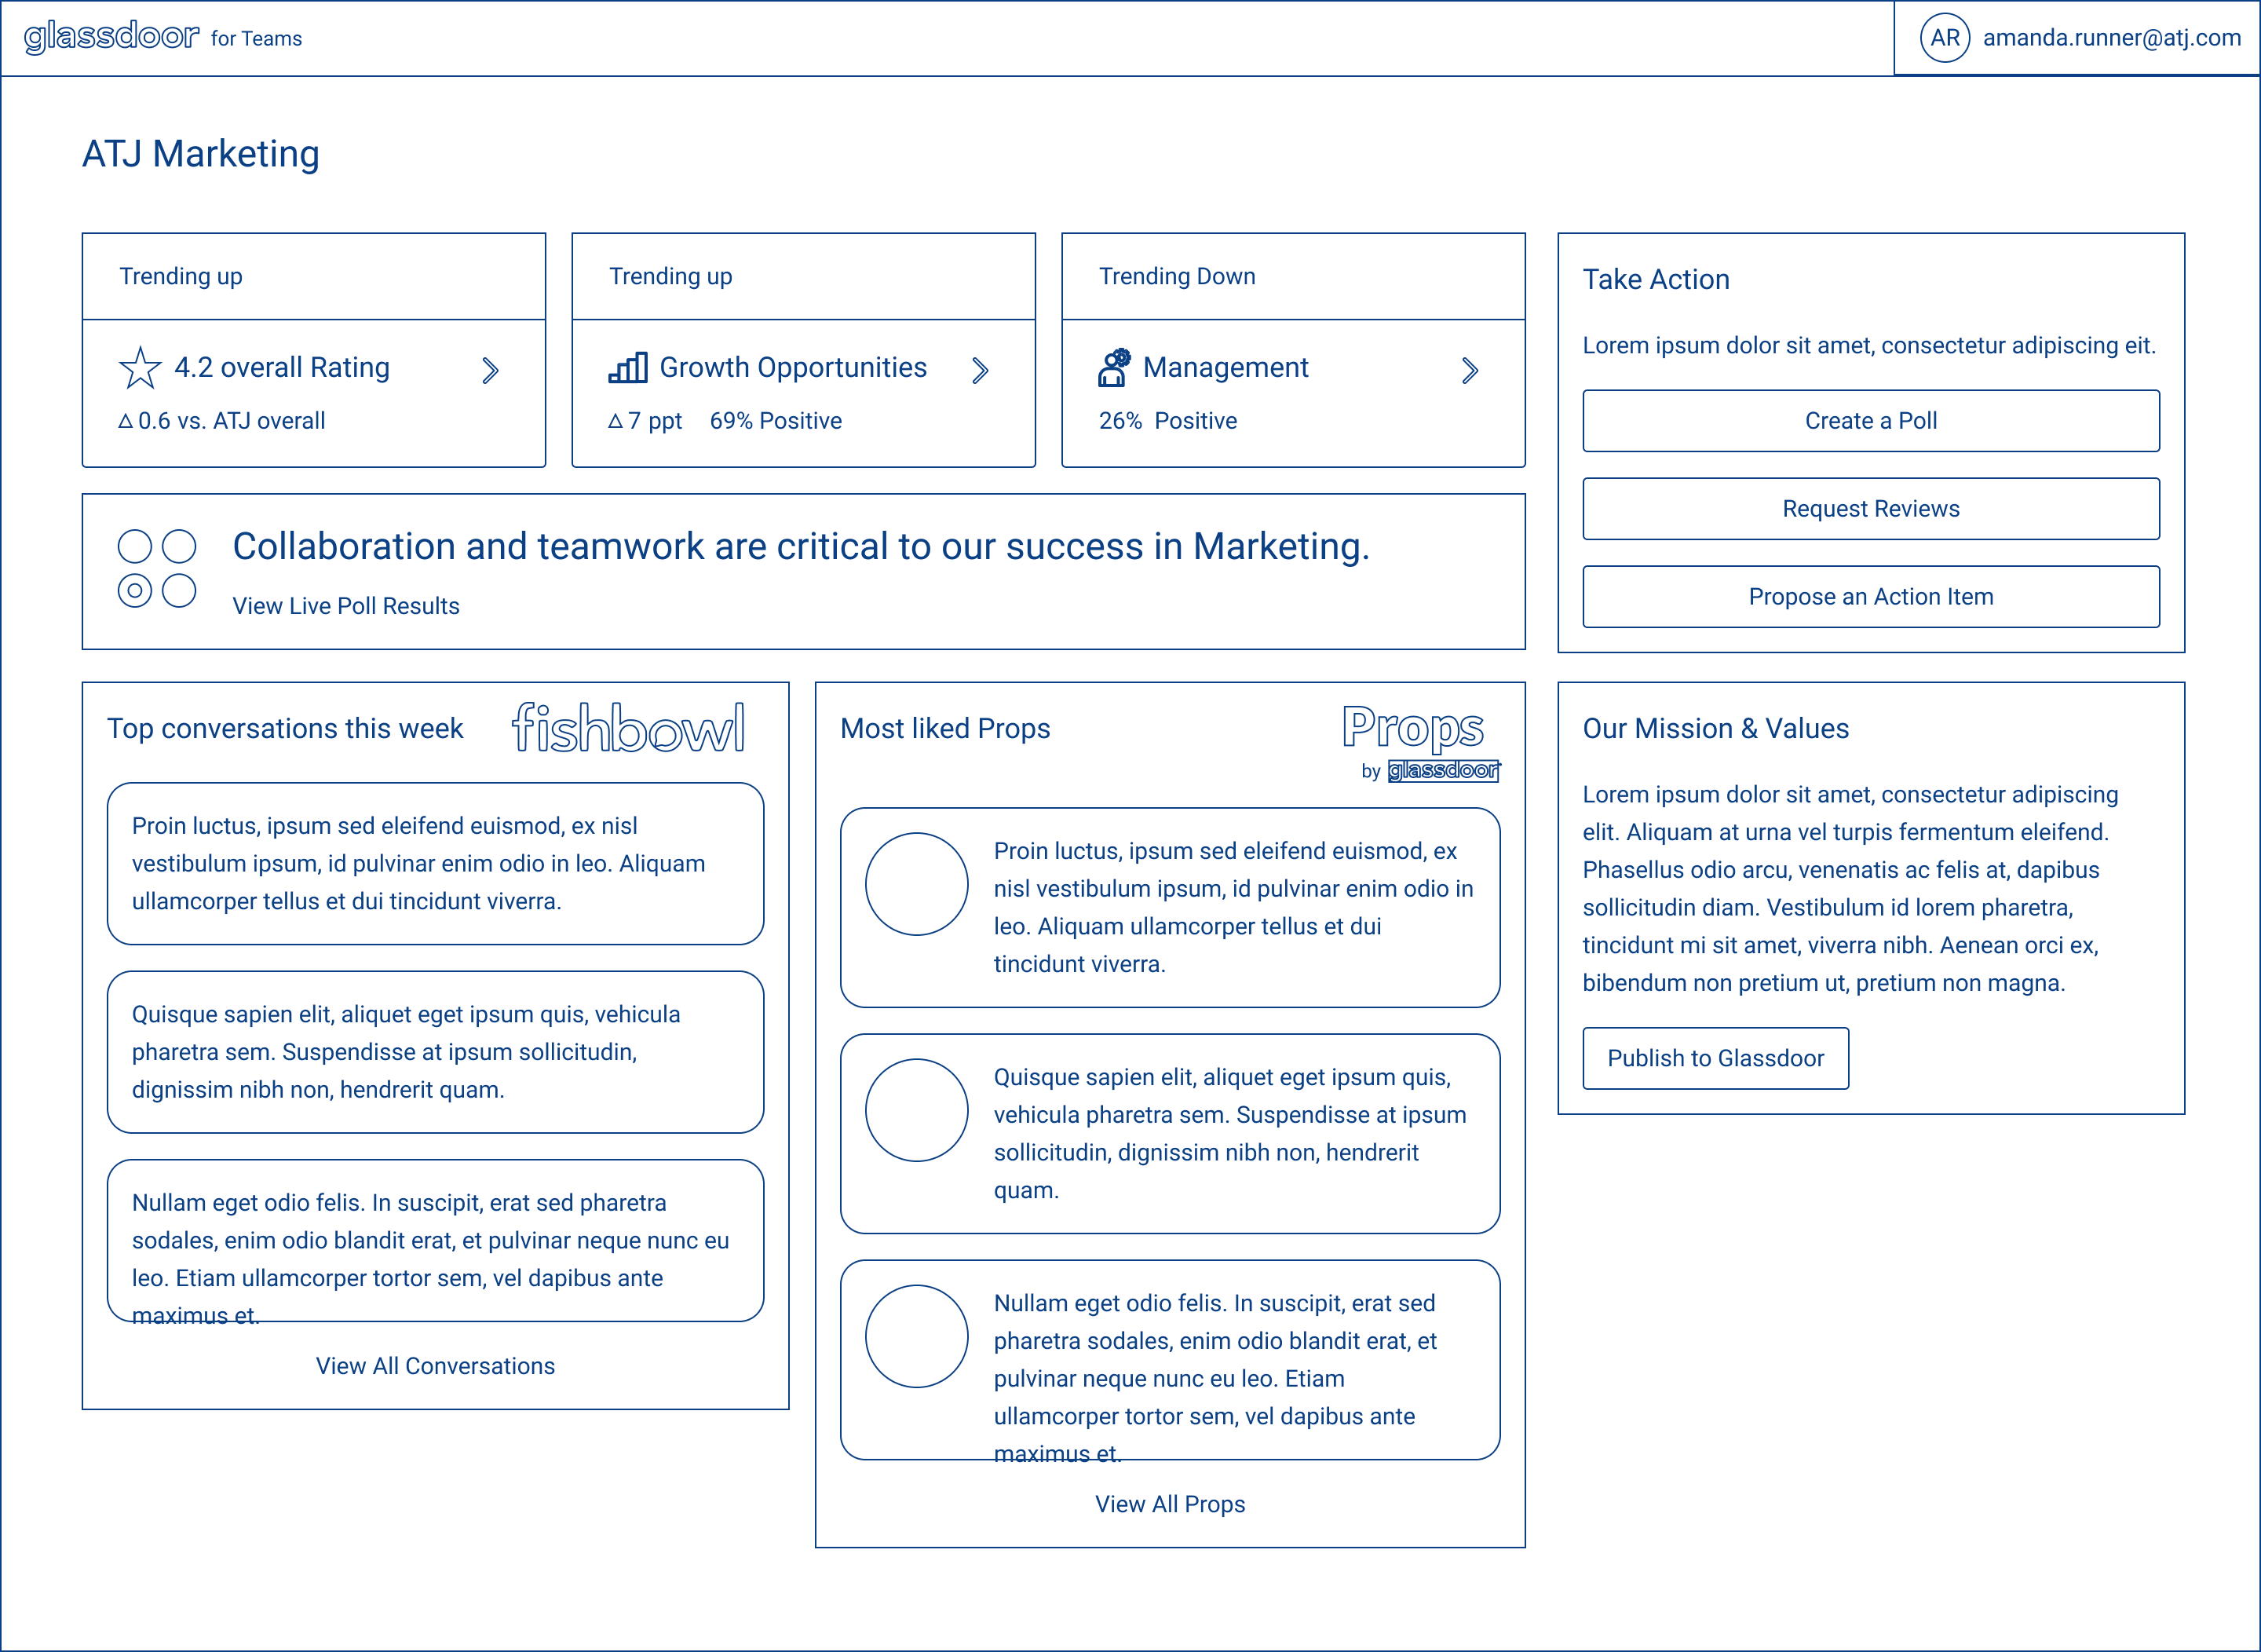 glassdoor for Teams
AR amanda.runner@atj.com
ATJ Marketing
Trending up
4.2 overall Rating
△ 0.6 vs. ATJ overall
Trending up
Growth Opportunities
△ 7 ppt 69% Positive
Trending Down
Management
26% Positive
Take Action
Lorem ipsum dolor sit amet, consectetur adipiscing eit.
Create a Poll
Request Reviews
Propose an Action Item
Collaboration and teamwork are critical to our success in Marketing.
View Live Poll Results
Top conversations this week
fishbowl
Proin luctus, ipsum sed eleifend euismod, ex nisl
vestibulum ipsum, id pulvinar enim odio in leo. Aliquam
ullamcorper tellus et dui tincidunt viverra.
Quisque sapien elit, aliquet eget ipsum quis, vehicula
pharetra sem. Suspendisse at ipsum sollicitudin,
dignissim nibh non, hendrerit quam.
Nullam eget odio felis. In suscipit, erat sed pharetra
sodales, enim odio blandit erat, et pulvinar neque nunc eu
leo. Etiam ullamcorper tortor sem, vel dapibus ante
maximus et.
View All Conversations
Most liked Props
Props
by glassdoor
Proin luctus, ipsum sed eleifend euismod, ex
nisl vestibulum ipsum, id pulvinar enim odio in
leo. Aliquam ullamcorper tellus et dui
tincidunt viverra.
Quisque sapien elit, aliquet eget ipsum quis,
vehicula pharetra sem. Suspendisse at ipsum
sollicitudin, dignissim nibh non, hendrerit
quam.
Nullam eget odio felis. In suscipit, erat sed
pharetra sodales, enim odio blandit erat, et
pulvinar neque nunc eu leo. Etiam
ullamcorper tortor sem, vel dapibus ante
maximus et.
View All Props
Our Mission & Values
Lorem ipsum dolor sit amet, consectetur adipiscing
elit. Aliquam at urna vel turpis fermentum eleifend.
Phasellus odio arcu, venenatis ac felis at, dapibus
sollicitudin diam. Vestibulum id lorem pharetra,
tincidunt mi sit amet, viverra nibh. Aenean orci ex,
bibendum non pretium ut, pretium non magna.
Publish to Glassdoor